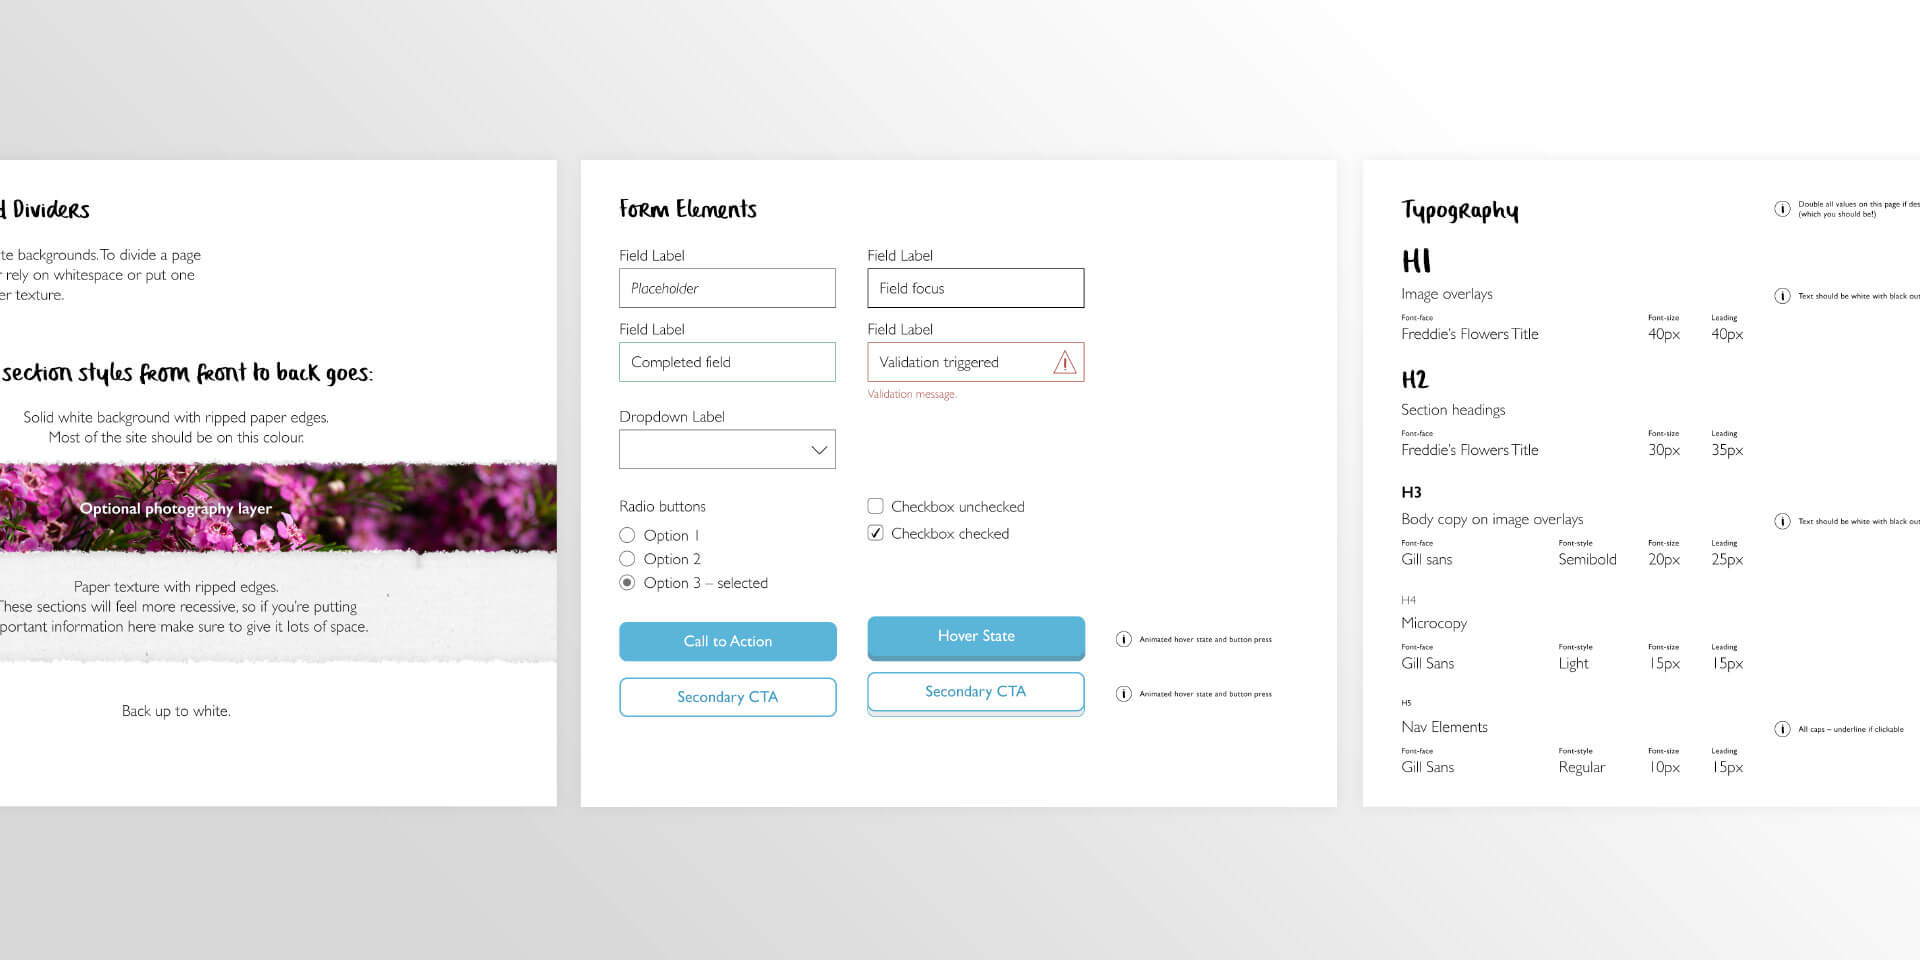 d Dividers
te backgrounds. To divide a page
r rely on whitespace or put one
er texture.
section styles from front to back goes:
Solid white background with ripped paper edges.
Most of the site should be on this colour.
Optional photography layer
Paper texture with ripped edges.
These sections will feel more recessive, so if you're putting
portant information here make sure to give it lots of space.
Back up to white.
Form Elements
Field Label
Placeholder
Field Label
Field focus
Field Label
Completed field
Field Label
Validation triggered
Validation message.
Dropdown Label
Radio buttons
Option 1
Option 2
Option 3 – selected
Checkbox unchecked
Checkbox checked
Call to Action
Hover State
Animated hover state and button press
Secondary CTA
Secondary CTA
Animated hover state and button press
Typography
Double all values on this page if des
(which you should be!)
H1
Image overlays
Text should be white with black out
Font-face Font-size Leading
Freddie's Flowers Title 40px 40px
H2
Section headings
Font-face Font-size Leading
Freddie's Flowers Title 30px 35px
H3
Body copy on image overlays
Text should be white with black out
Font-face Font-style Font-size Leading
Gill sans Semibold 20px 25px
H4
Microcopy
Font-face Font-style Font-size Leading
Gill Sans Light 15px 15px
H5
Nav Elements
All caps – underline if clickable
Font-face Font-style Font-size Leading
Gill Sans Regular 10px 15px